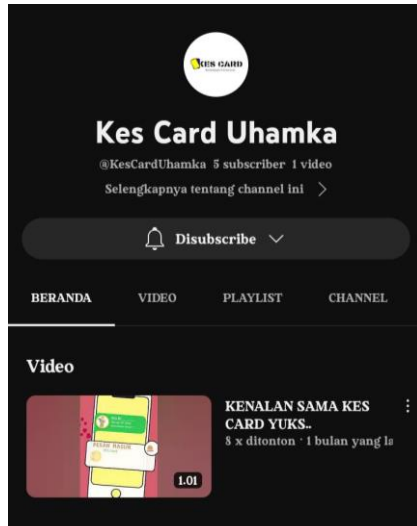 KES CARD
Kes Card Uhamka
@KesCardUhamka 5 subscriber 1 video
Selengkapnya tentang channel ini
Disubscribe
BERANDA VIDEO PLAYLIST CHANNEL
Video
KENALAN SAMA KES
CARD YUKS..
8 x ditonton · 1 bulan yang la
1.01